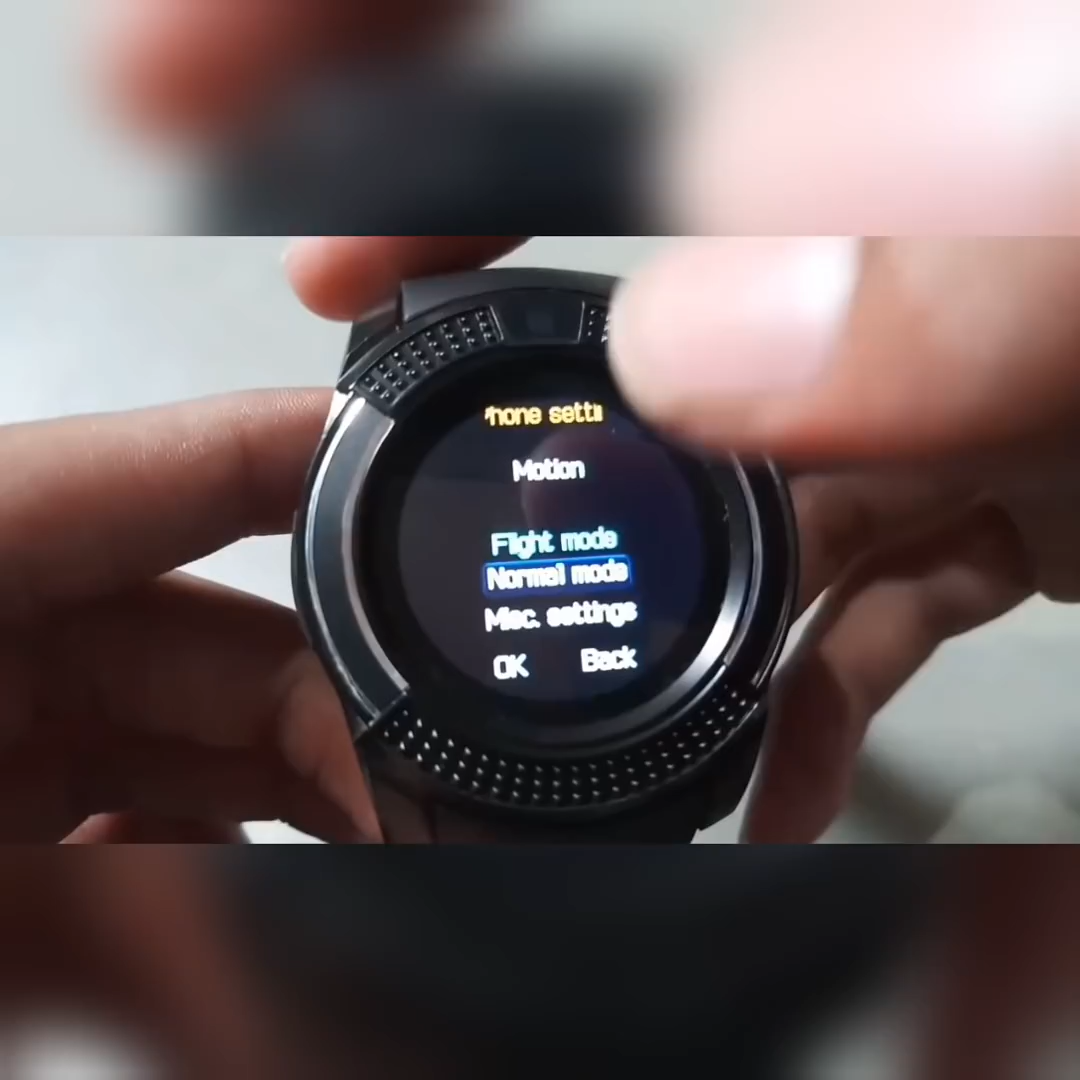 hone setti
Motion
Flight mode
Normal mode
Misc. settings
OK Back